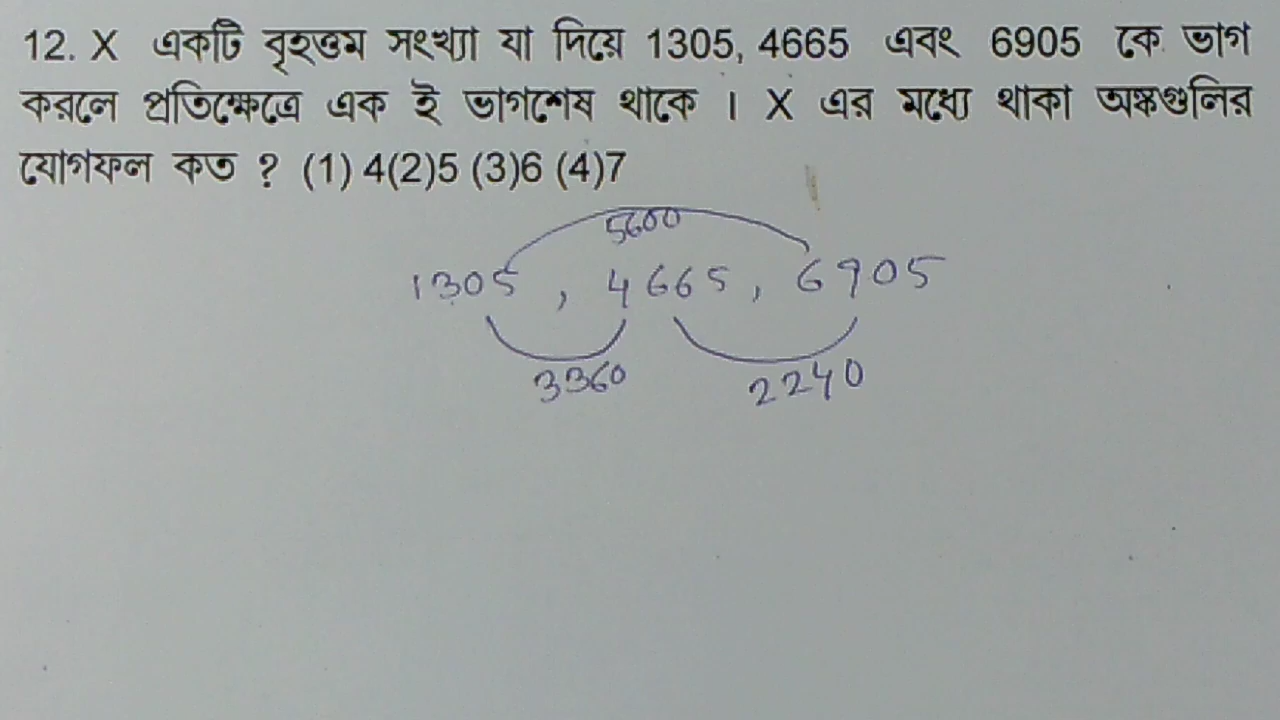 12. X একটি বৃহত্তম সংখ্যা যা দিয়ে 1305, 4665 এবং 6905 কে ভাগ
করলে প্রতিক্ষেত্রে এক ই ভাগশেষ থাকে । X এর মধ্যে থাকা অঙ্কগুলির
যোগফল কত ? (1) 4(2)5 (3)6 (4)7
5600
1305 , 4665 , 6905
3360 2240